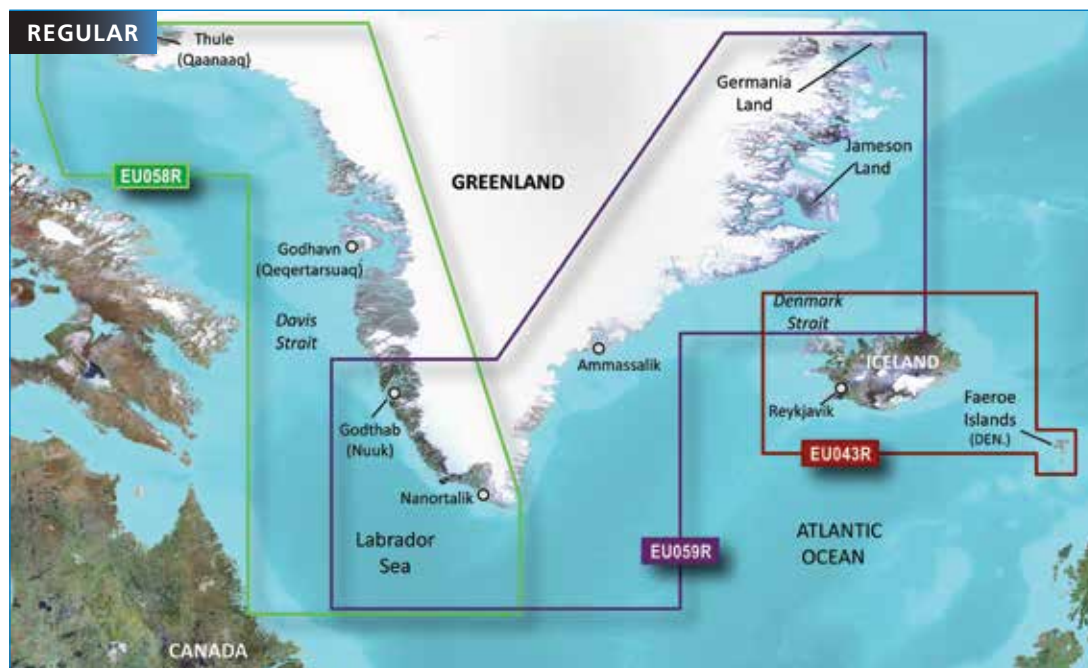 REGULAR
Thule
(Qaanaaq)
Germania
Land
EU058R
Jameson
Land
GREENLAND
Godhavn
(Qeqertarsuaq)
Davis
Strait
Denmark
Strait
Ammassalik
ICELAND
Reykjavik
Faeroe
Islands
(DEN.)
Godthab
(Nuuk)
EU043R
Nanortalik
Labrador
Sea
ATLANTIC
OCEAN
EU059R
CANADA